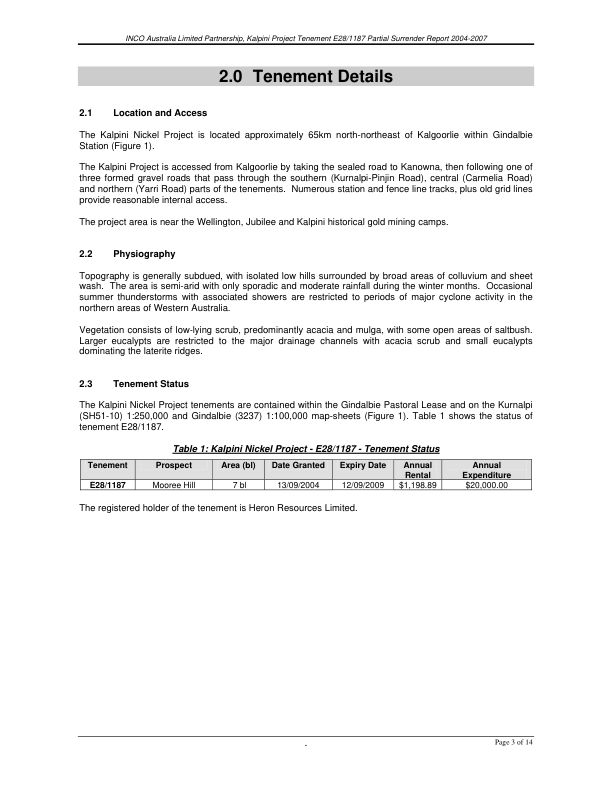 INCO Australia Limited Partnership, Kalpini Project Tenement E28/1187 Partial Surrender Report 2004-2007
2.0 Tenement Details
2.1 Location and Access
The Kalpini Nickel Project is located approximately 65km north-northeast of Kalgoorlie within Gindalbie
Station (Figure 1).
The Kalpini Project is accessed from Kalgoorlie by taking the sealed road to Kanowna, then following one of
three formed gravel roads that pass through the southern (Kurnalpi-Pinjin Road), central (Carmelia Road)
and northern (Yarri Road) parts of the tenements. Numerous station and fence line tracks, plus old grid lines
provide reasonable internal access.
The project area is near the Wellington, Jubilee and Kalpini historical gold mining camps.
2.2 Physiography
Topography is generally subdued, with isolated low hills surrounded by broad areas of colluvium and sheet
wash. The area is semi-arid with only sporadic and moderate rainfall during the winter months. Occasional
summer thunderstorms with associated showers are restricted to periods of major cyclone activity in the
northern areas of Western Australia.
Vegetation consists of low-lying scrub, predominantly acacia and mulga, with some open areas of saltbush.
Larger eucalypts are restricted to the major drainage channels with acacia scrub and small eucalypts
dominating the laterite ridges.
2.3 Tenement Status
The Kalpini Nickel Project tenements are contained within the Gindalbie Pastoral Lease and on the Kurnalpi
(SH51-10) 1:250,000 and Gindalbie (3237) 1:100,000 map-sheets (Figure 1). Table 1 shows the status of
tenement E28/1187.
Table 1: Kalpini Nickel Project - E28/1187 - Tenement Status
Tenement Prospect Area (bl) Date Granted Expiry Date Annual Annual
Rental Expenditure
E28/1187 Mooree Hill 7 bl 13/09/2004 12/09/2009 $1,198.89 $20,000.00
The registered holder of the tenement is Heron Resources Limited.
- Page 3 of 14